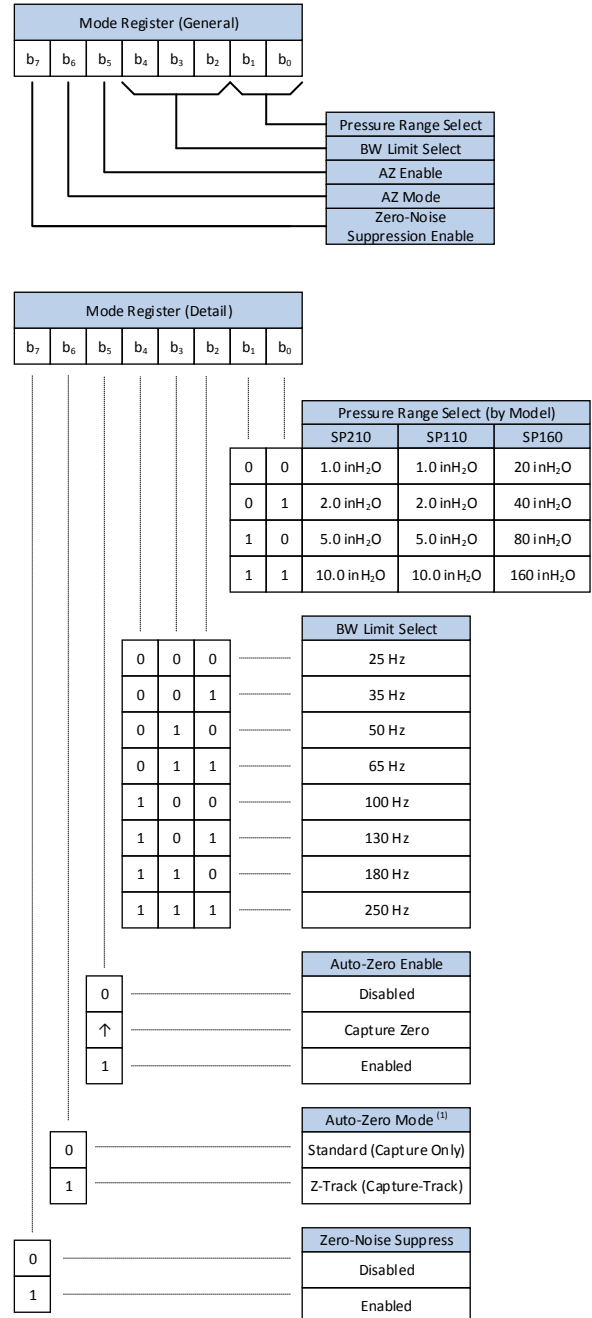 Mode Register (General)
b₇ b₆ b₅ b₄ b₃ b₂ b₁ b₀
Pressure Range Select
BW Limit Select
AZ Enable
AZ Mode
Zero-Noise
Suppression Enable
Mode Register (Detail)
b₇ b₆ b₅ b₄ b₃ b₂ b₁ b₀
Pressure Range Select (by Model)
SP210 SP110 SP160
0 0 1.0 inH₂O 1.0 inH₂O 20 inH₂O
0 1 2.0 inH₂O 2.0 inH₂O 40 inH₂O
1 0 5.0 inH₂O 5.0 inH₂O 80 inH₂O
1 1 10.0 inH₂O 10.0 inH₂O 160 inH₂O
BW Limit Select
0 0 0 25 Hz
0 0 1 35 Hz
0 1 0 50 Hz
0 1 1 65 Hz
1 0 0 100 Hz
1 0 1 130 Hz
1 1 0 180 Hz
1 1 1 250 Hz
Auto-Zero Enable
0 Disabled
↑ Capture Zero
1 Enabled
Auto-Zero Mode ⁽¹⁾
0 Standard (Capture Only)
1 Z-Track (Capture-Track)
Zero-Noise Suppress
0 Disabled
1 Enabled